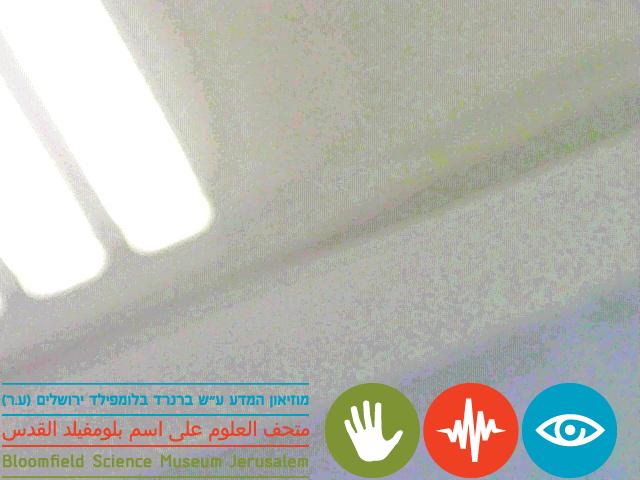 מוזיאון המדע ע״ש ברנרד בלומפילד ירושלים (ע.ר)
متحف العلوم على اسم بلومفيلد القدس
Bloomfield Science Museum Jerusalem